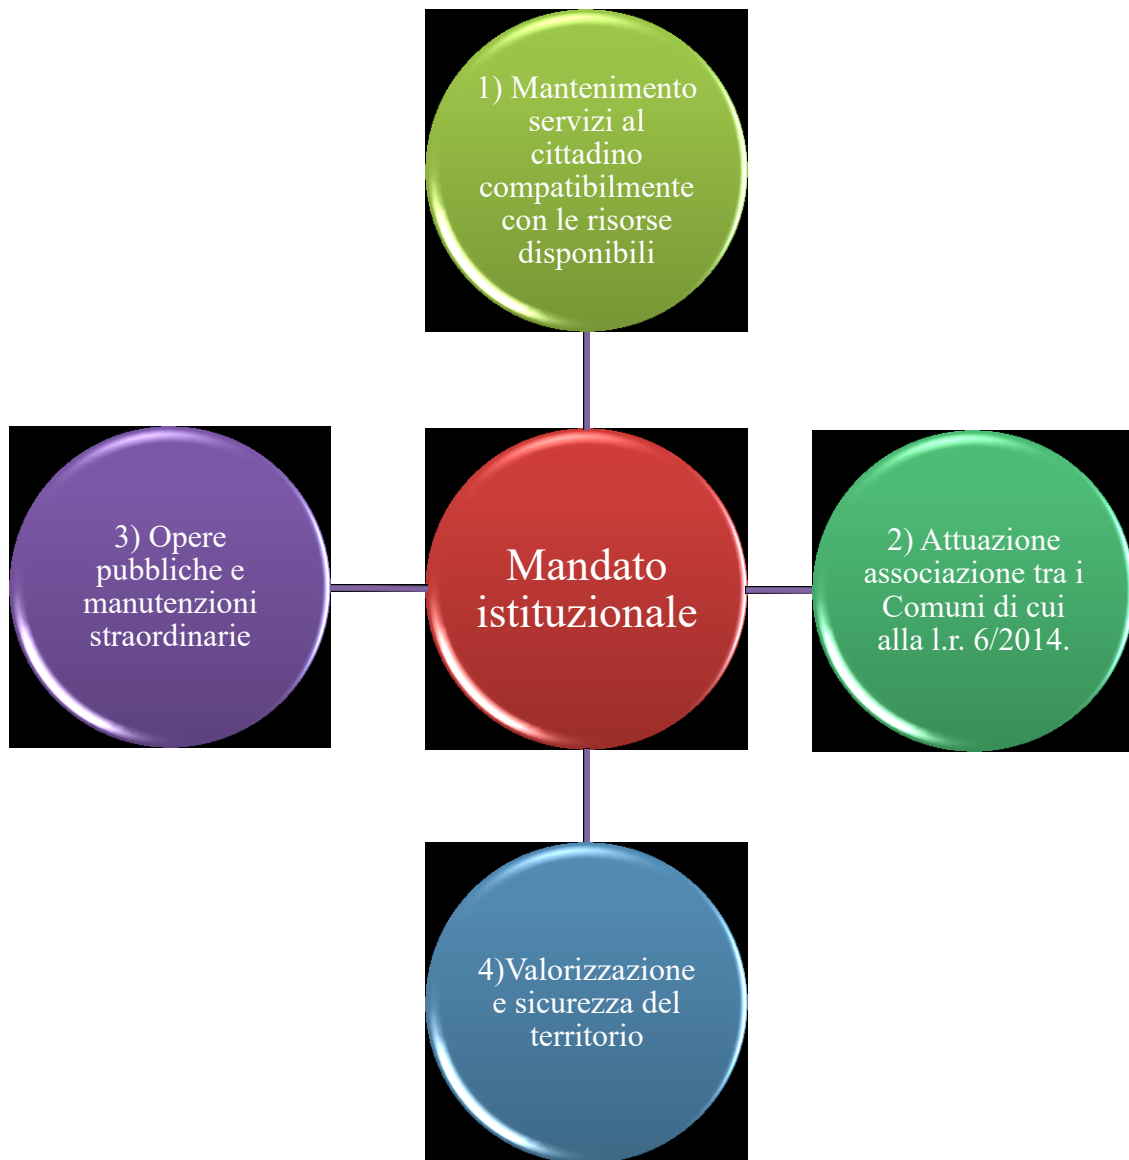 1) Mantenimento
servizi al
cittadino
compatibilmente
con le risorse
disponibili
3) Opere
pubbliche e
manutenzioni
straordinarie
Mandato
istituzionale
2) Attuazione
associazione tra i
Comuni di cui
alla l.r. 6/2014.
4)Valorizzazione
e sicurezza del
territorio